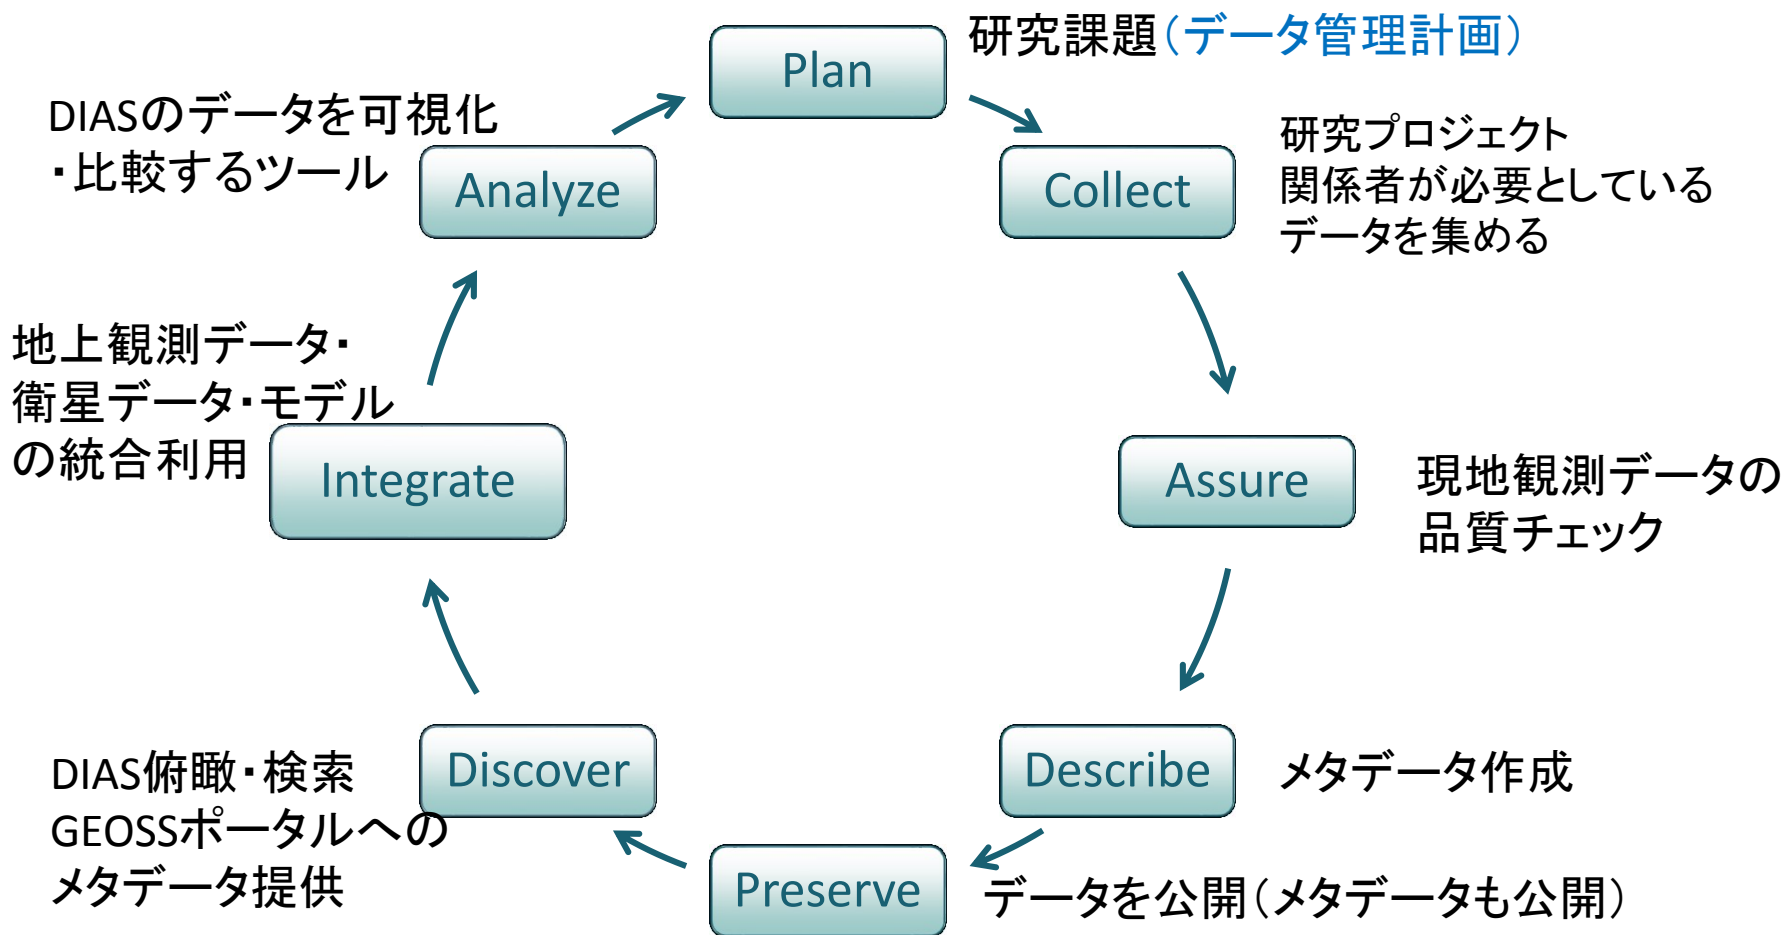 Plan
研究課題（データ管理計画）
Collect
研究プロジェクト
関係者が必要としている
データを集める
Assure
現地観測データの
品質チェック
Describe
メタデータ作成
Preserve
データを公開（メタデータも公開）
Discover
DIAS俯瞰・検索
GEOSSポータルへの
メタデータ提供
Integrate
地上観測データ・
衛星データ・モデル
の統合利用
Analyze
DIASのデータを可視化
・比較するツール